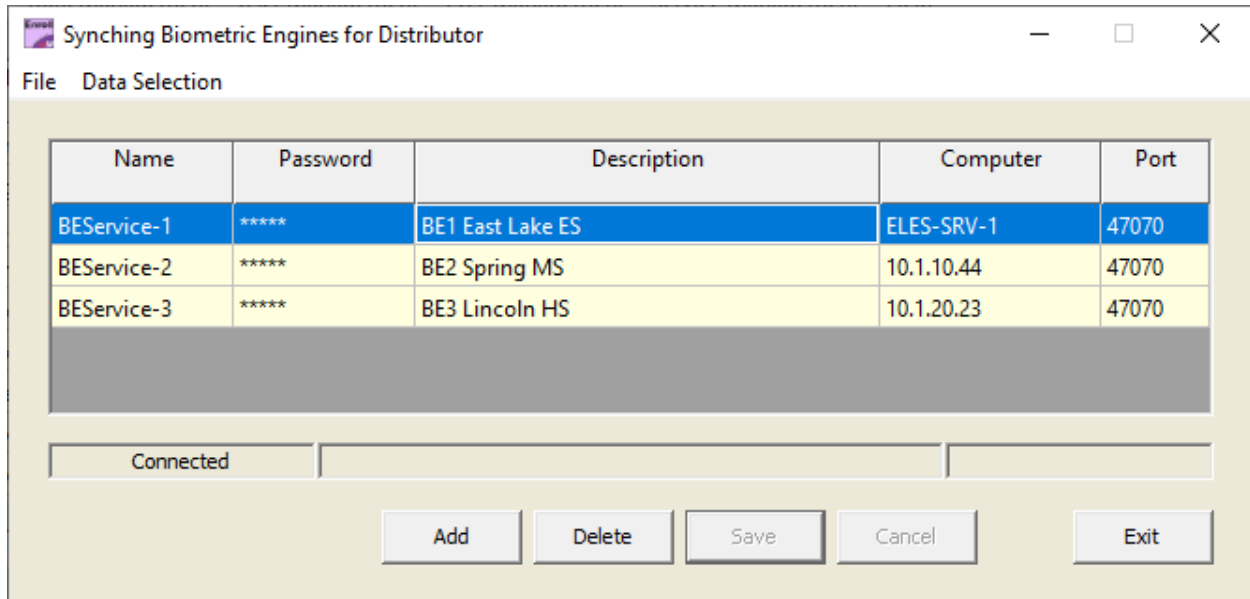 Enroll
Synching Biometric Engines for Distributor
File Data Selection
Name Password Description Computer Port
BEService-1 ***** BE1 East Lake ES ELES-SRV-1 47070
BEService-2 ***** BE2 Spring MS 10.1.10.44 47070
BEService-3 ***** BE3 Lincoln HS 10.1.20.23 47070
Connected
Add Delete Save Cancel Exit